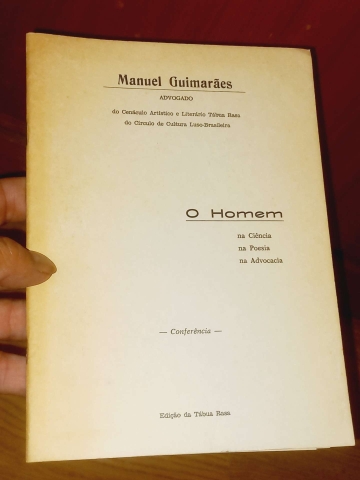 Manuel Guimarães
ADVOGADO
do Cenáculo Artístico e Literário Tábua Rasa
do Círculo de Cultura Luso-Brasileira
O Homem
na Ciência
na Poesia
na Advocacia
— Conferência —
Edição da Tábua Rasa